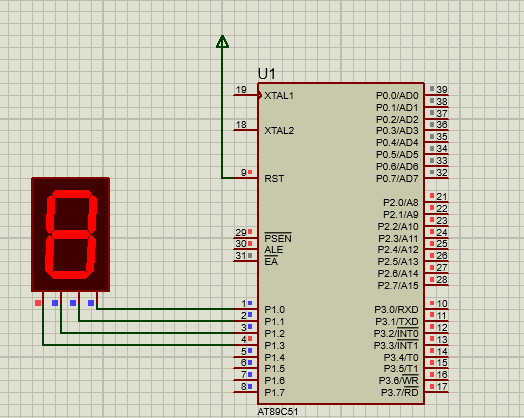 U1
19 XTAL1 P0.0/AD0 39
P0.1/AD1 38
P0.2/AD2 37
18 XTAL2 P0.3/AD3 36
P0.4/AD4 35
P0.5/AD5 34
P0.6/AD6 33
9 RST P0.7/AD7 32
P2.0/A8 21
P2.1/A9 22
P2.2/A10 23
29 PSEN P2.3/A11 24
30 ALE P2.4/A12 25
31 EA P2.5/A13 26
P2.6/A14 27
P2.7/A15 28
8
1 P1.0 P3.0/RXD 10
2 P1.1 P3.1/TXD 11
3 P1.2 P3.2/INT0 12
4 P1.3 P3.3/INT1 13
5 P1.4 P3.4/T0 14
6 P1.5 P3.5/T1 15
7 P1.6 P3.6/WR 16
8 P1.7 P3.7/RD 17
AT89C51